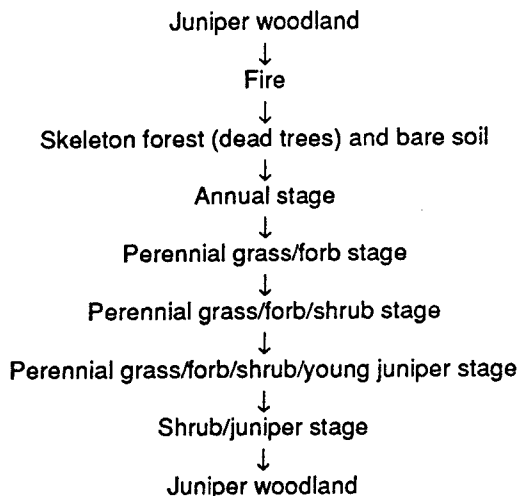 Juniper woodland
↓
Fire
↓
Skeleton forest (dead trees) and bare soil
↓
Annual stage
↓
Perennial grass/forb stage
↓
Perennial grass/forb/shrub stage
↓
Perennial grass/forb/shrub/young juniper stage
↓
Shrub/juniper stage
↓
Juniper woodland